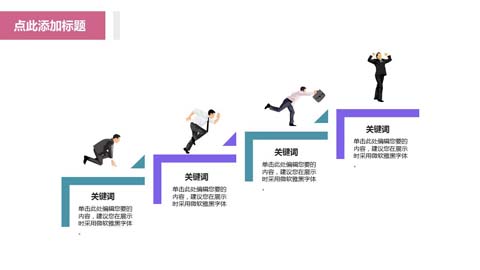 点此添加标题
关键词
单击此处编辑您要的
内容，建议您在展示
时采用微软雅黑字体
。
关键词
单击此处编辑您要的
内容，建议您在展示
时采用微软雅黑字体
。
关键词
单击此处编辑您要的
内容，建议您在展示
时采用微软雅黑字体
。
关键词
单击此处编辑您要的
内容，建议您在展示
时采用微软雅黑字体
。